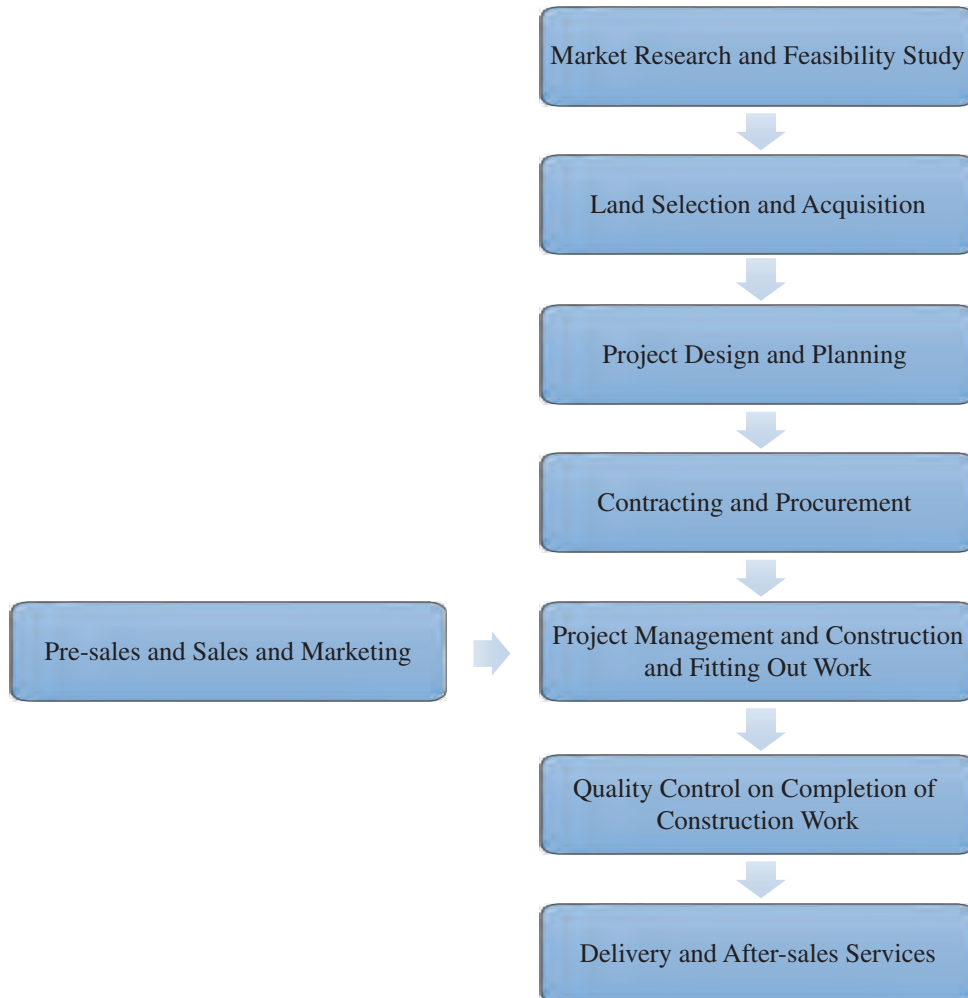 Market Research and Feasibility Study
Land Selection and Acquisition
Project Design and Planning
Contracting and Procurement
Pre-sales and Sales and Marketing
Project Management and Construction
and Fitting Out Work
Quality Control on Completion of
Construction Work
Delivery and After-sales Services